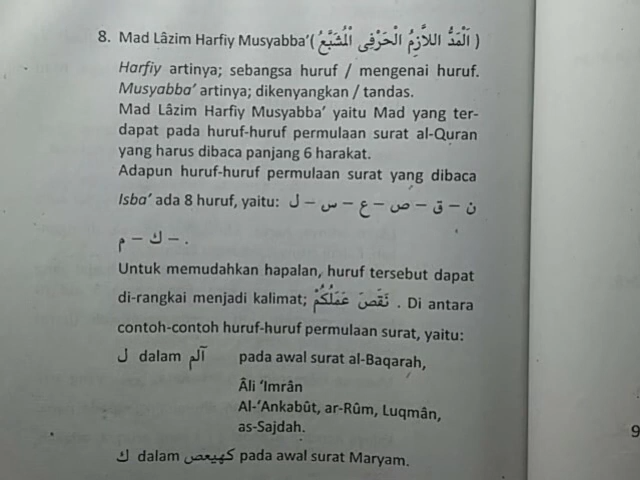 8. Mad Lâzim Harfiy Musyabba’( اَلْمَدُّ اللَّازِمُ الْحَرْفِى الْمُشَبَّعُ )
Harfiy artinya; sebangsa huruf / mengenai huruf.
Musyabba’ artinya; dikenyangkan / tandas.
Mad Lâzim Harfiy Musyabba’ yaitu Mad yang ter-
dapat pada huruf-huruf permulaan surat al-Quran
yang harus dibaca panjang 6 harakat.
Adapun huruf-huruf permulaan surat yang dibaca
Isba’ ada 8 huruf, yaitu: ن – ق – ص – ع – س – ل
– ك – م .
Untuk memudahkan hapalan, huruf tersebut dapat
di-rangkai menjadi kalimat; نَقَصَ عَمَلُكُمْ . Di antara
contoh-contoh huruf-huruf permulaan surat, yaitu:
ل dalam آلم pada awal surat al-Baqarah,
Âli ‘Imrân
Al-‘Ankabût, ar-Rûm, Luqmân,
as-Sajdah.
ك dalam كهيعص pada awal surat Maryam.
9